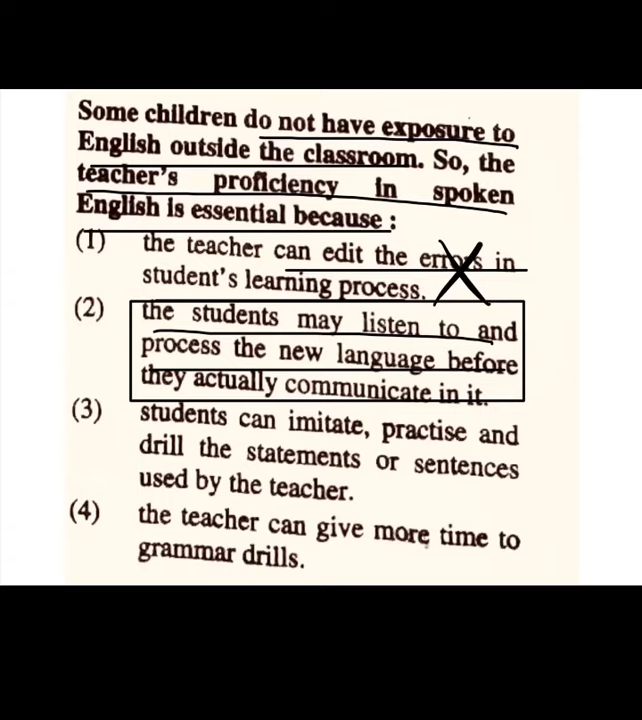 Some children do not have exposure to
English outside the classroom. So, the
teacher's proficiency in spoken
English is essential because :
(1) the teacher can edit the errors in
student's learning process.
(2) the students may listen to and
process the new language before
they actually communicate in it.
(3) students can imitate, practise and
drill the statements or sentences
used by the teacher.
(4) the teacher can give more time to
grammar drills.